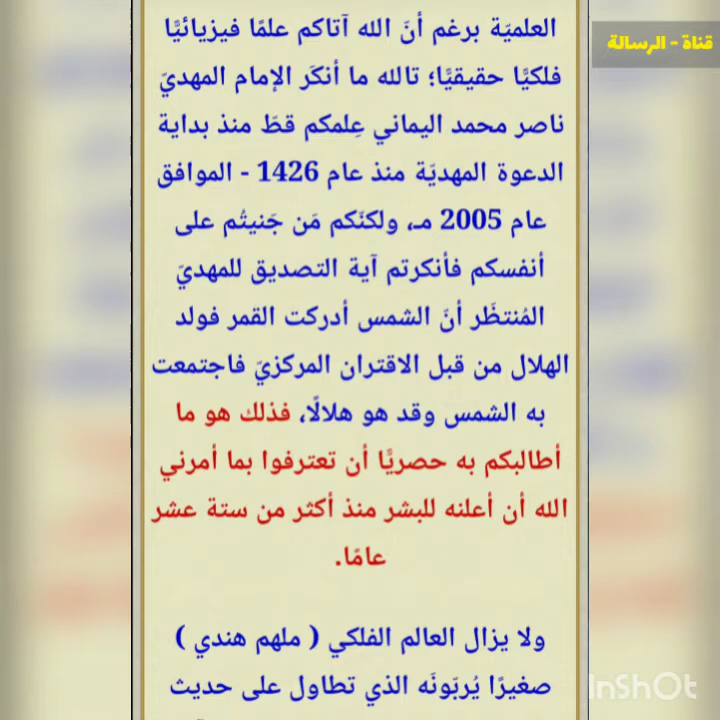 قناة - الرسالة
العلميّة برغم أنّ الله آتاكم علمًا فيزيائيًّا
فلكيًّا حقيقيًّا؛ تالله ما أنكَر الإمام المهديّ
ناصر محمد اليماني عِلمكم قطّ منذ بداية
الدعوة المهديّة منذ عام 1426 - الموافق
عام 2005 مـ، ولكنّكم مَن جَنيتُم على
أنفسكم فأنكرتم آية التصديق للمهديّ
المُنتظَر أنّ الشمس أدركت القمر فولد
الهلال من قبل الاقتران المركزيّ فاجتمعت
به الشمس وقد هو هلالًا، فذلك هو ما
أطالبكم به حصريًّا أن تعترفوا بما أمرني
الله أن أعلنه للبشر منذ أكثر من ستة عشر
عامًا.
ولا يزال العالم الفلكي ( ملهم هندي )
صغيرًا يُربّونَه الذي تطاول على حديث
InShOt